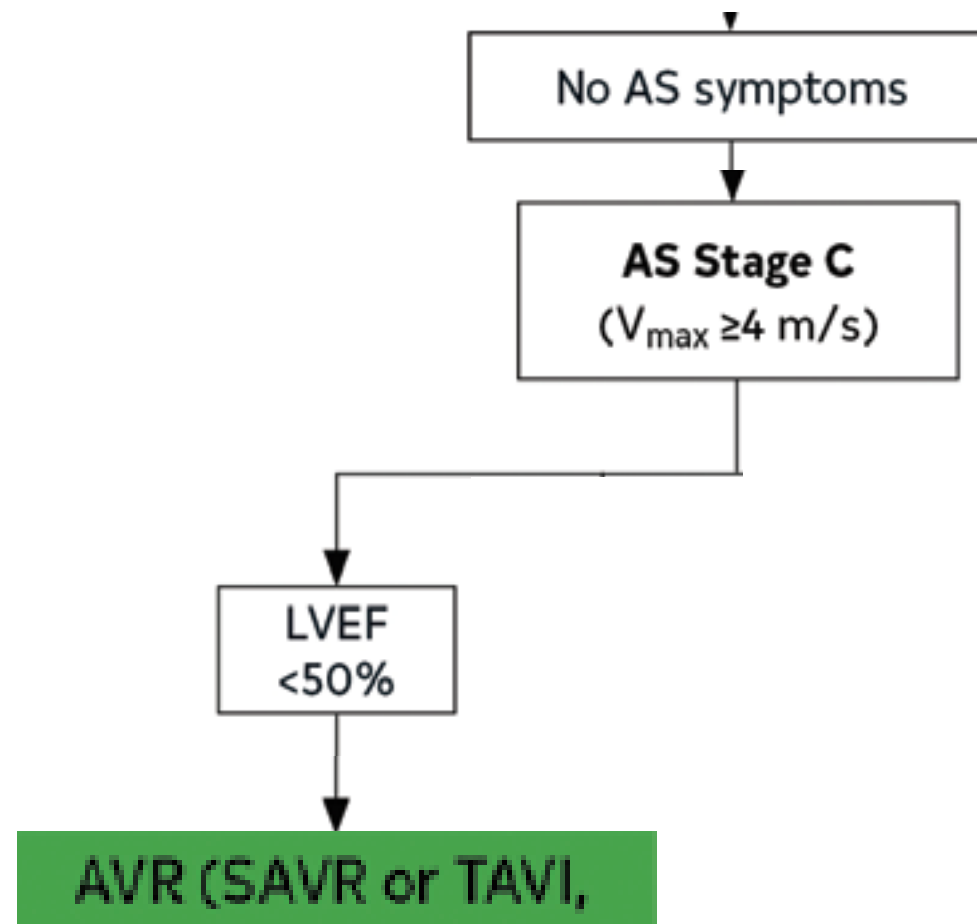 No AS symptoms
AS Stage C
(Vmax ≥4 m/s)
LVEF
<50%
AVR (SAVR or TAVI,